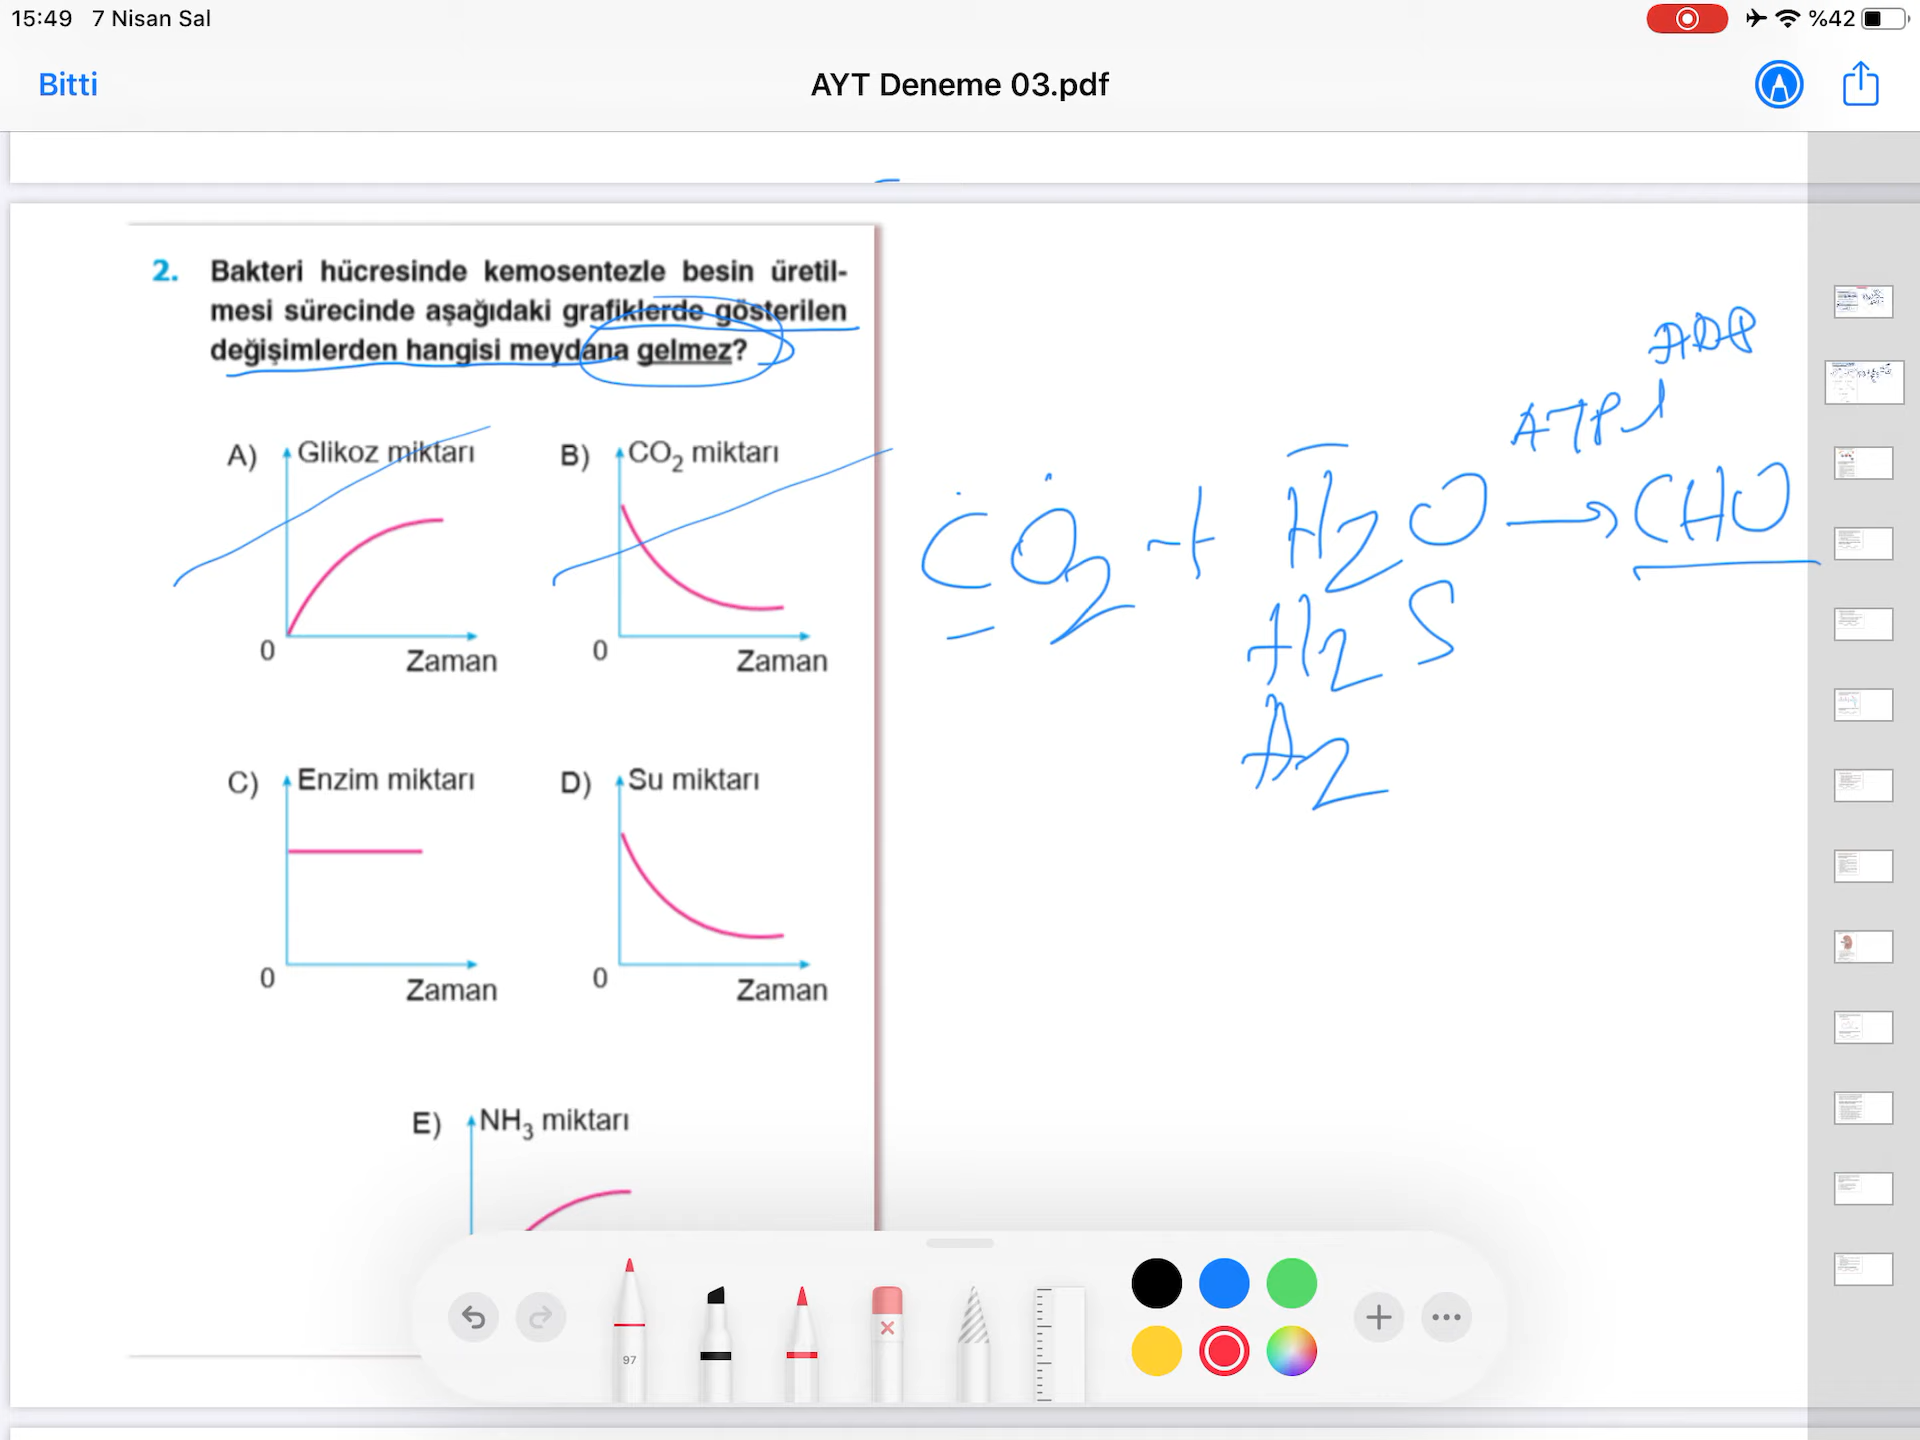 15:49 7 Nisan Sal
%42
Bitti
AYT Deneme 03.pdf
2. Bakteri hücresinde kemosentezle besin üretil-
mesi sürecinde aşağıdaki grafiklerde gösterilen
değişimlerden hangisi meydana gelmez?
A) Glikoz miktarı
0
Zaman
B) CO₂ miktarı
0
Zaman
C) Enzim miktarı
0
Zaman
D) Su miktarı
0
Zaman
E) NH₃ miktarı
ADP
ATP
CO2 + H2O → CHO
H2S
97